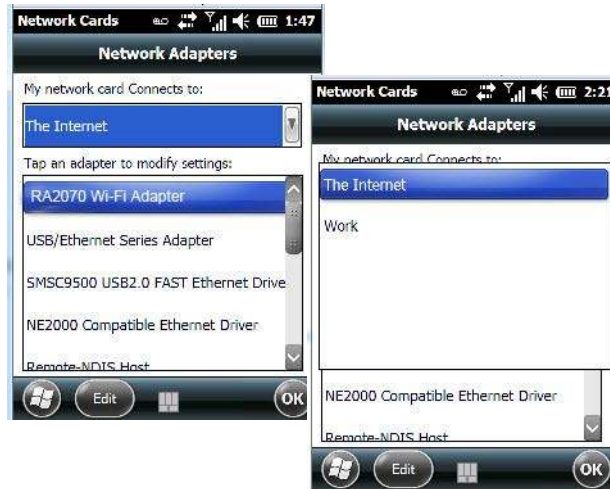 Network Cards 1:47
Network Adapters
My network card Connects to:
The Internet
Tap an adapter to modify settings:
RA2070 Wi-Fi Adapter
USB/Ethernet Series Adapter
SMSC9500 USB2.0 FAST Ethernet Drive
NE2000 Compatible Ethernet Driver
Remote-NDIS Host
Edit
OK
Network Cards 2:21
Network Adapters
My network card Connects to:
The Internet
Work
NE2000 Compatible Ethernet Driver
Remote-NDIS Host
Edit
OK